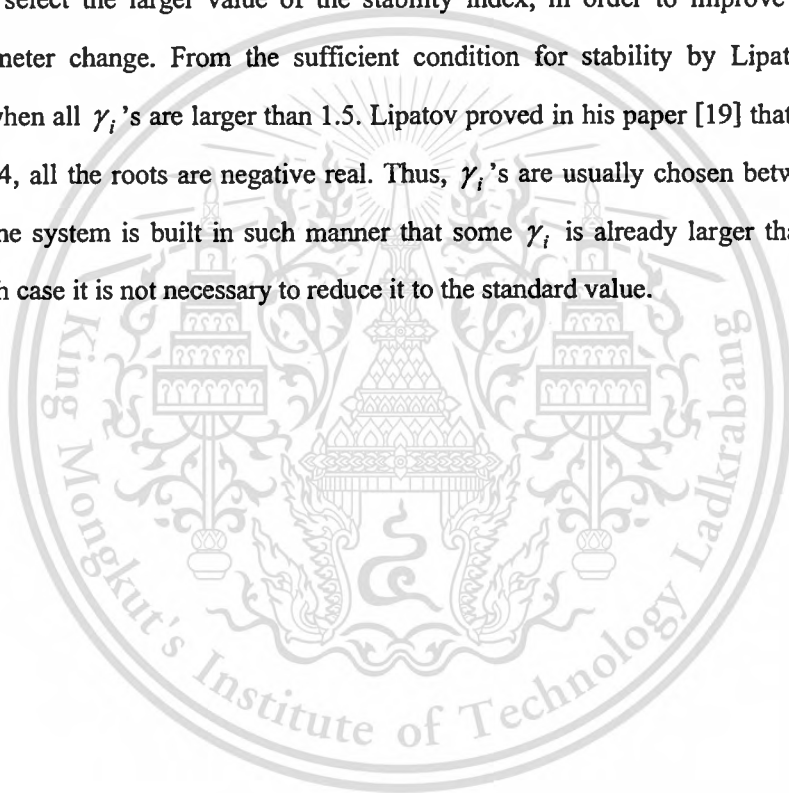 select the larger value of the stability index, in order to improve
meter change. From the sufficient condition for stability by Lipat
when all γi 's are larger than 1.5. Lipatov proved in his paper [19] that
4, all the roots are negative real. Thus, γi 's are usually chosen betw
he system is built in such manner that some γi is already larger tha
h case it is not necessary to reduce it to the standard value.
King Mongkut's Institute of Technology Ladkrabang